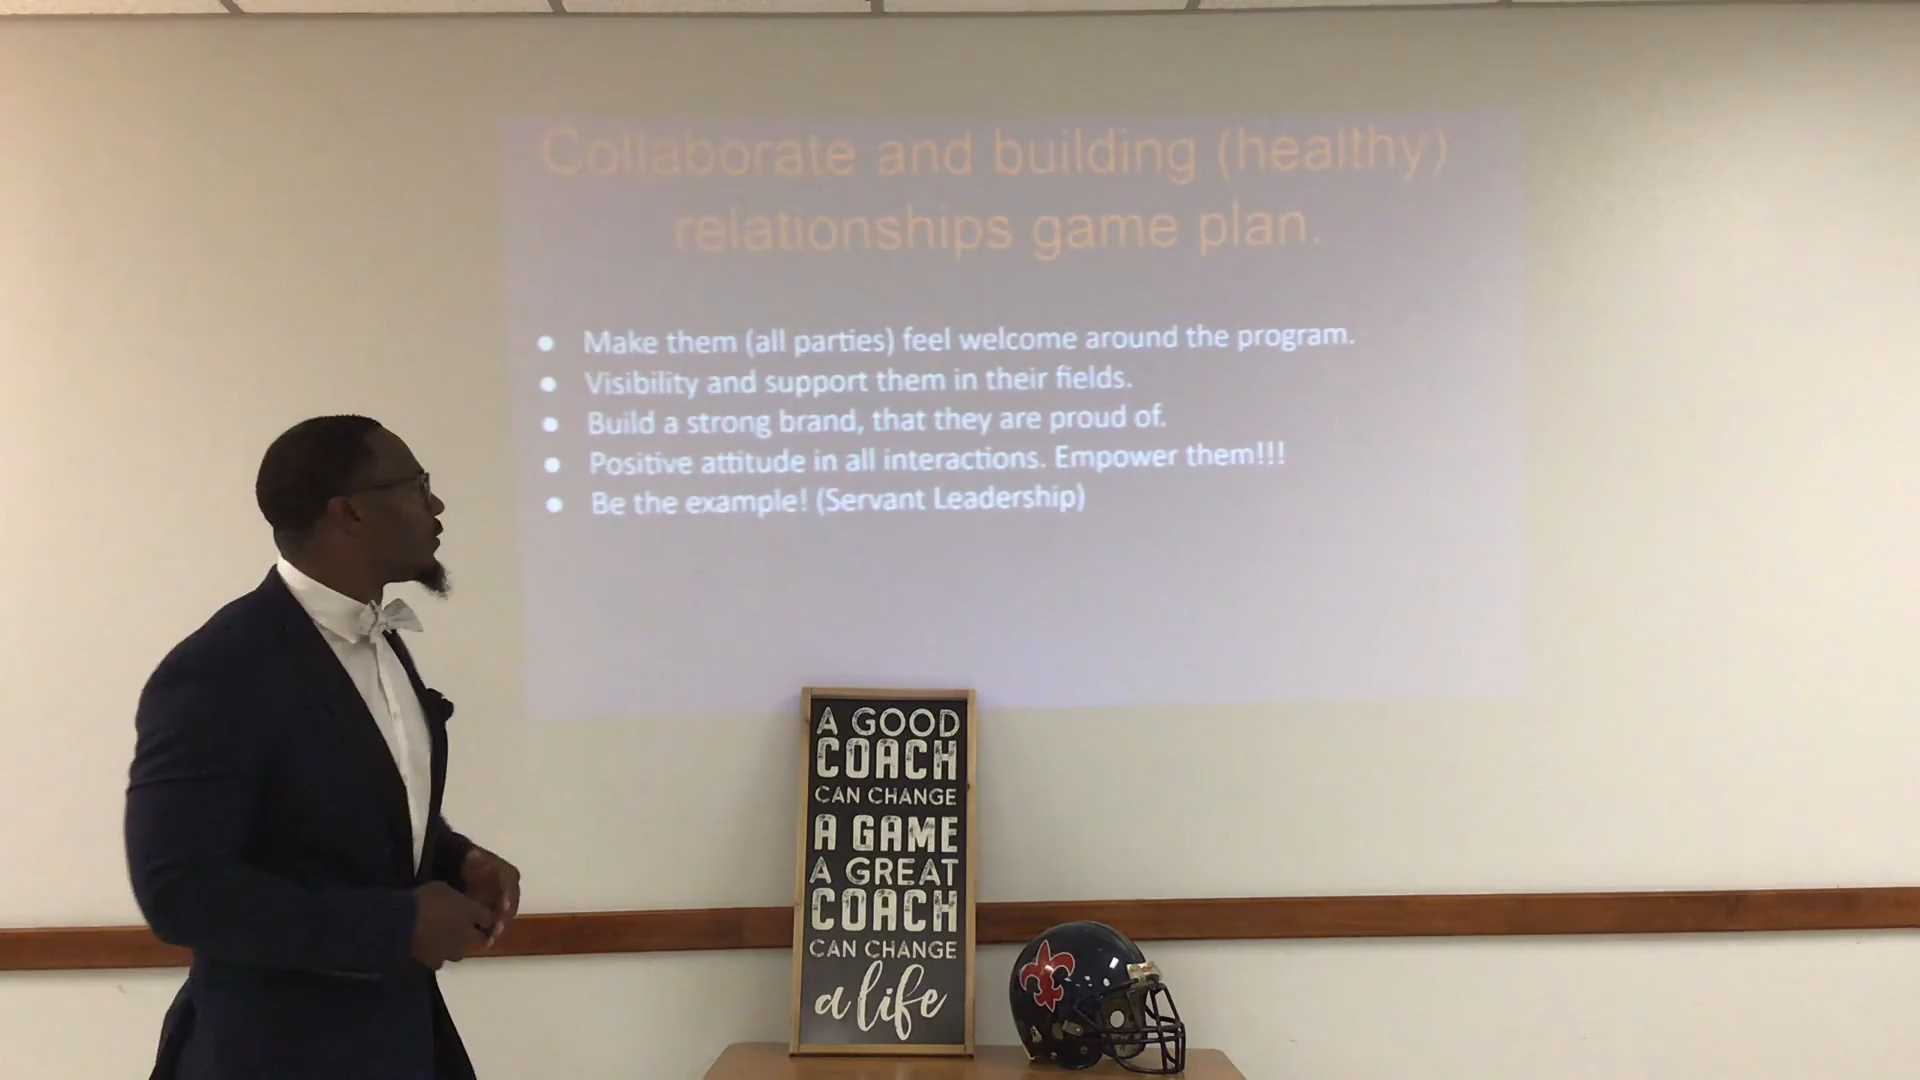 Collaborate and building (healthy)
relationships game plan.
● Make them (all parties) feel welcome around the program.
● Visibility and support them in their fields.
● Build a strong brand, that they are proud of.
● Positive attitude in all interactions. Empower them!!!
● Be the example! (Servant Leadership)
A GOOD
COACH
CAN CHANGE
A GAME
A GREAT
COACH
CAN CHANGE
a life